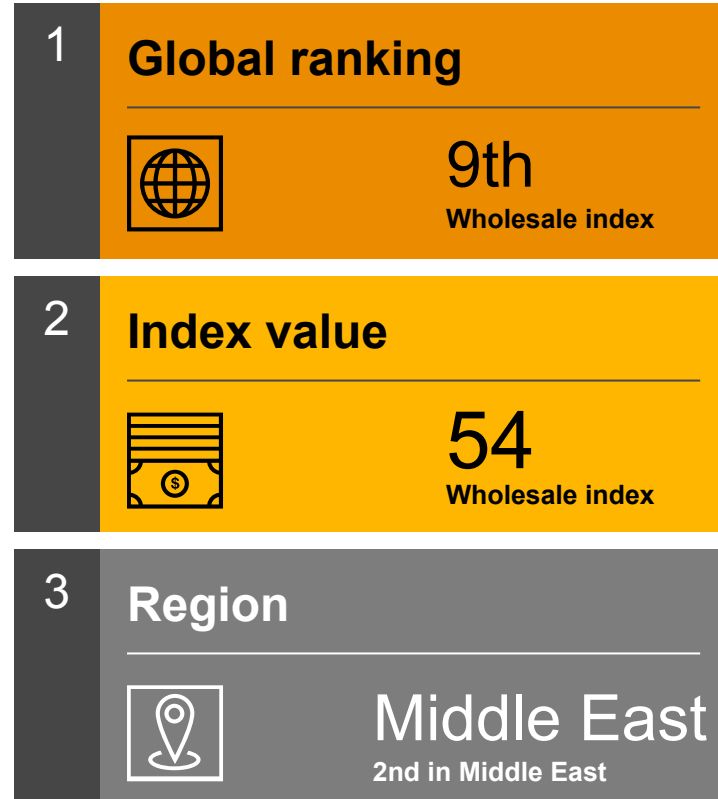 1
Global ranking
9th
Wholesale index
2
Index value
$
54
Wholesale index
3
Region
Middle East
2nd in Middle East